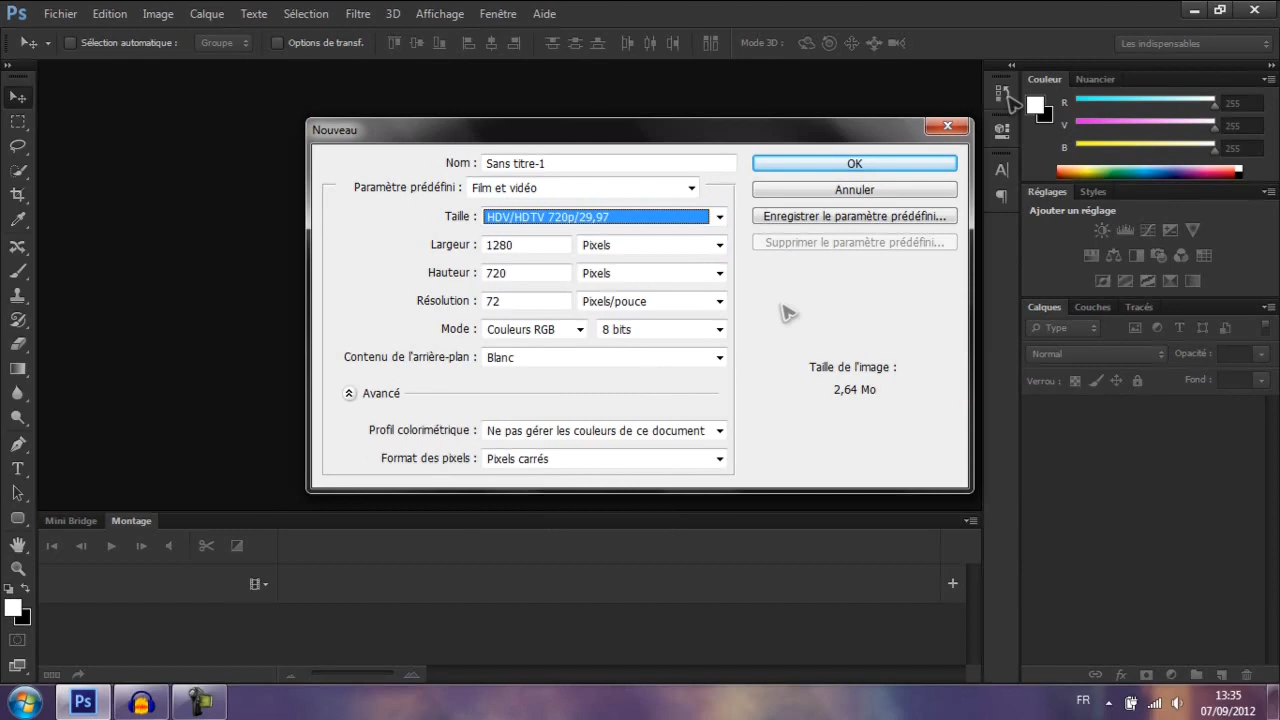 Ps Fichier Edition Image Calque Texte Sélection Filtre 3D Affichage Fenêtre Aide
Sélection automatique : Groupe Options de transf. Mode 3D : Les indispensables
Couleur Nuancier
R 255
V 255
B 255
Réglages Styles
Ajouter un réglage
Calques Couches Tracés
Type
Normal Opacité :
Verrou : Fond :
Nouveau
Nom : Sans titre-1 OK
Paramètre prédéfini : Film et vidéo Annuler
Taille : HDV/HDTV 720p/29,97 Enregistrer le paramètre prédéfini...
Largeur : 1280 Pixels Supprimer le paramètre prédéfini...
Hauteur : 720 Pixels
Résolution : 72 Pixels/pouce
Mode : Couleurs RGB 8 bits
Contenu de l'arrière-plan : Blanc
Taille de l'image :
2,64 Mo
Avancé
Profil colorimétrique : Ne pas gérer les couleurs de ce document
Format des pixels : Pixels carrés
Mini Bridge Montage
Ps FR 13:35
07/09/2012